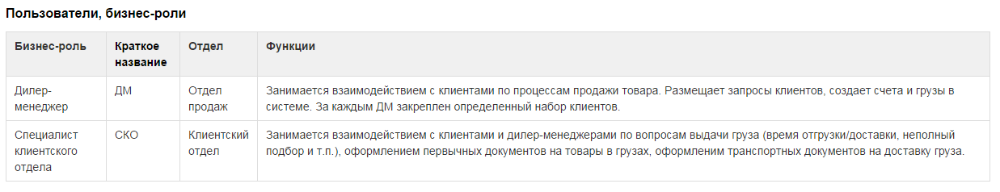 Пользователи, бизнес-роли
Бизнес-роль Краткое название Отдел Функции
Дилер-менеджер ДМ Отдел продаж Занимается взаимодействием с клиентами по процессам продажи товара. Размещает запросы клиентов, создает счета и грузы в
системе. За каждым ДМ закреплен определенный набор клиентов.
Специалист клиентского отдела СКО Клиентский отдел Занимается взаимодействием с клиентами и дилер-менеджерами по вопросам выдачи груза (время отгрузки/доставки, неполный
подбор и т.п.), оформлением первычных документов на товары в грузах, оформленим транспортных документов на доставку груза.